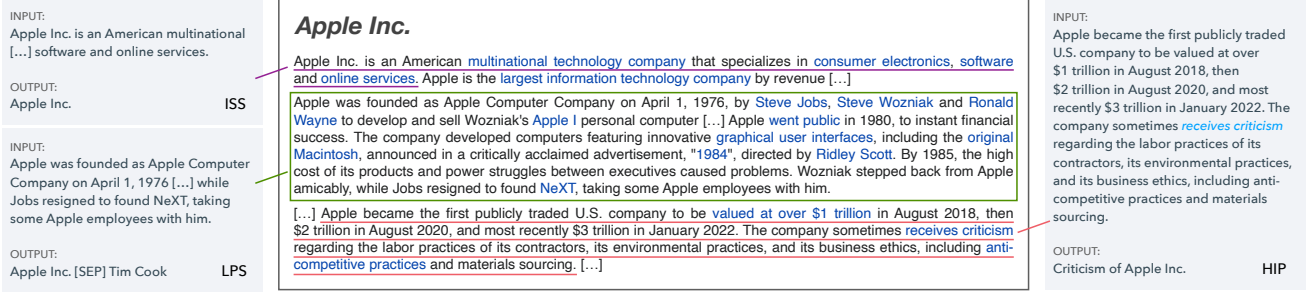 INPUT:
Apple Inc. is an American multinational
[...] software and online services.
OUTPUT:
Apple Inc.
ISS
INPUT:
Apple was founded as Apple Computer
Company on April 1, 1976 [...] while
Jobs resigned to found NeXT, taking
some Apple employees with him.
OUTPUT:
Apple Inc. [SEP] Tim Cook
LPS
Apple Inc.
Apple Inc. is an American multinational technology company that specializes in consumer electronics, software
and online services. Apple is the largest information technology company by revenue [...]
Apple was founded as Apple Computer Company on April 1, 1976, by Steve Jobs, Steve Wozniak and Ronald
Wayne to develop and sell Wozniak's Apple I personal computer [...] Apple went public in 1980, to instant financial
success. The company developed computers featuring innovative graphical user interfaces, including the original
Macintosh, announced in a critically acclaimed advertisement, "1984", directed by Ridley Scott. By 1985, the high
cost of its products and power struggles between executives caused problems. Wozniak stepped back from Apple
amicably, while Jobs resigned to found NeXT, taking some Apple employees with him.
[...] Apple became the first publicly traded U.S. company to be valued at over $1 trillion in August 2018, then
$2 trillion in August 2020, and most recently $3 trillion in January 2022. The company sometimes receives criticism
regarding the labor practices of its contractors, its environmental practices, and its business ethics, including anti-
competitive practices and materials sourcing. [...]
INPUT:
Apple became the first publicly traded
U.S. company to be valued at over
$1 trillion in August 2018, then
$2 trillion in August 2020, and most
recently $3 trillion in January 2022. The
company sometimes receives criticism
regarding the labor practices of its
contractors, its environmental practices,
and its business ethics, including anti-
competitive practices and materials
sourcing.
OUTPUT:
Criticism of Apple Inc.
HIP